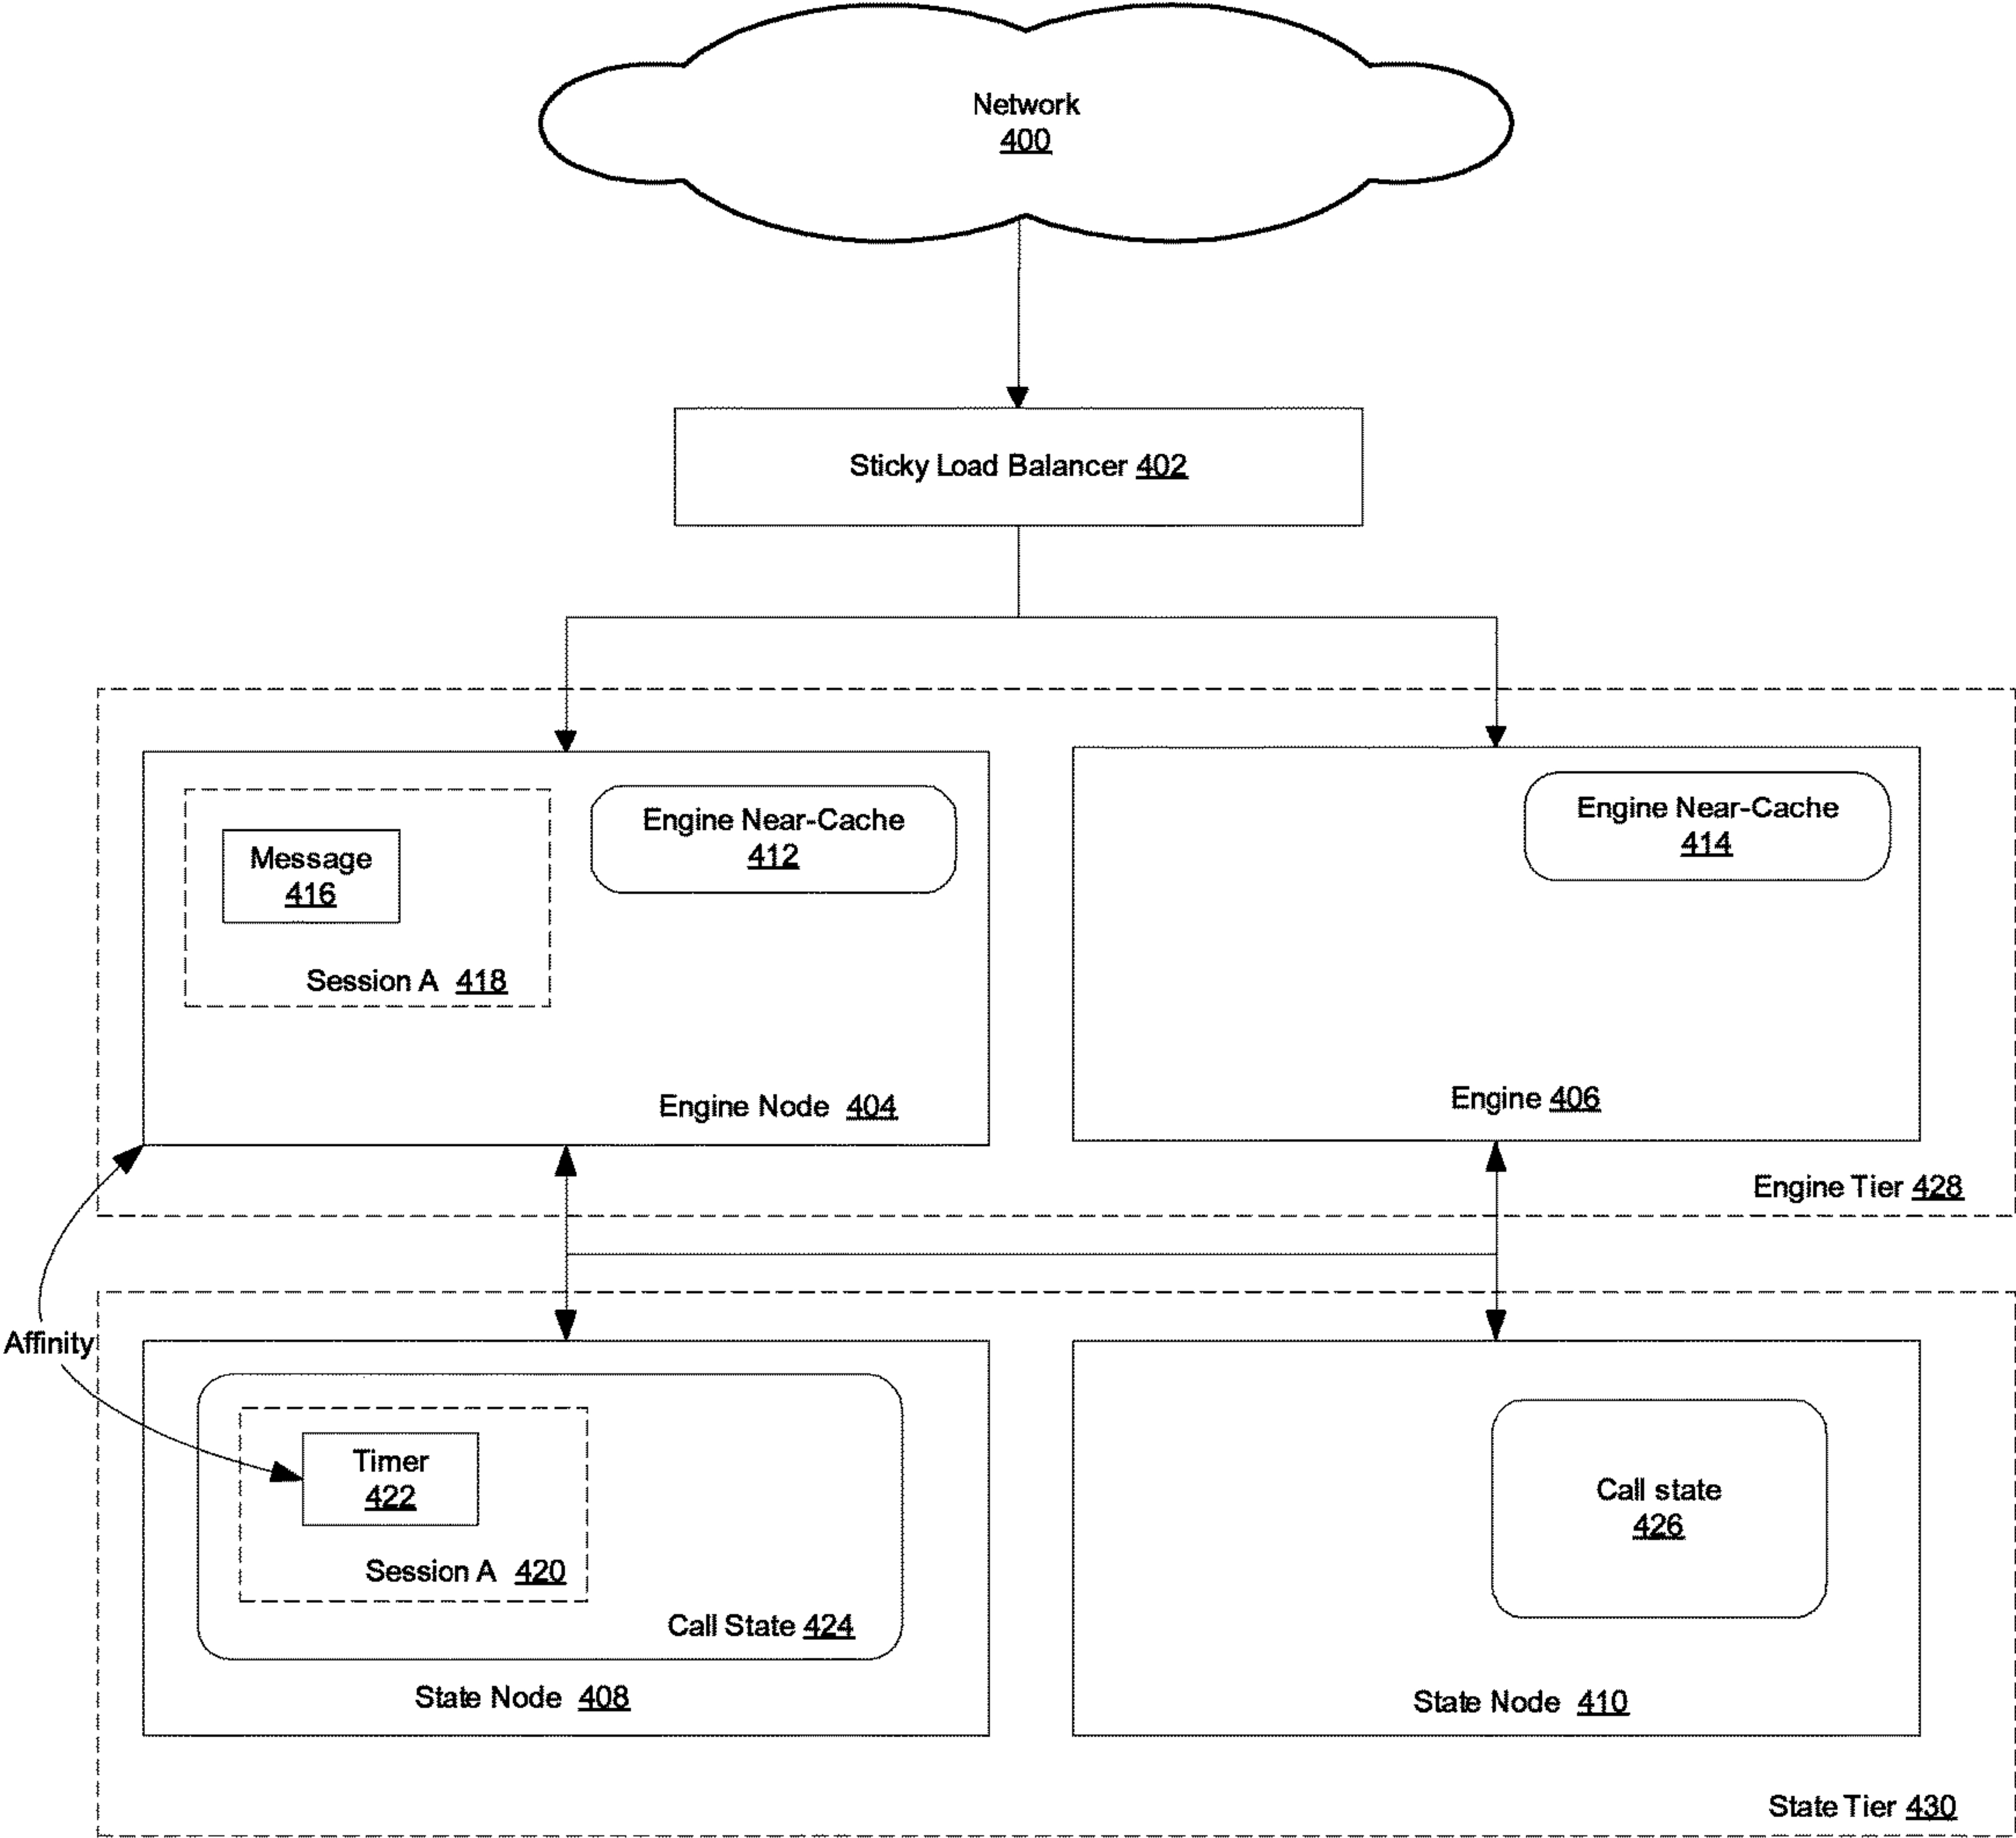 Network
400
Sticky Load Balancer 402
Engine Near-Cache
412
Message
416
Session A 418
Engine Node 404
Engine Near-Cache
414
Engine 406
Engine Tier 428
Affinity
Timer
422
Session A 420
Call State 424
State Node 408
Call state
426
State Node 410
State Tier 430